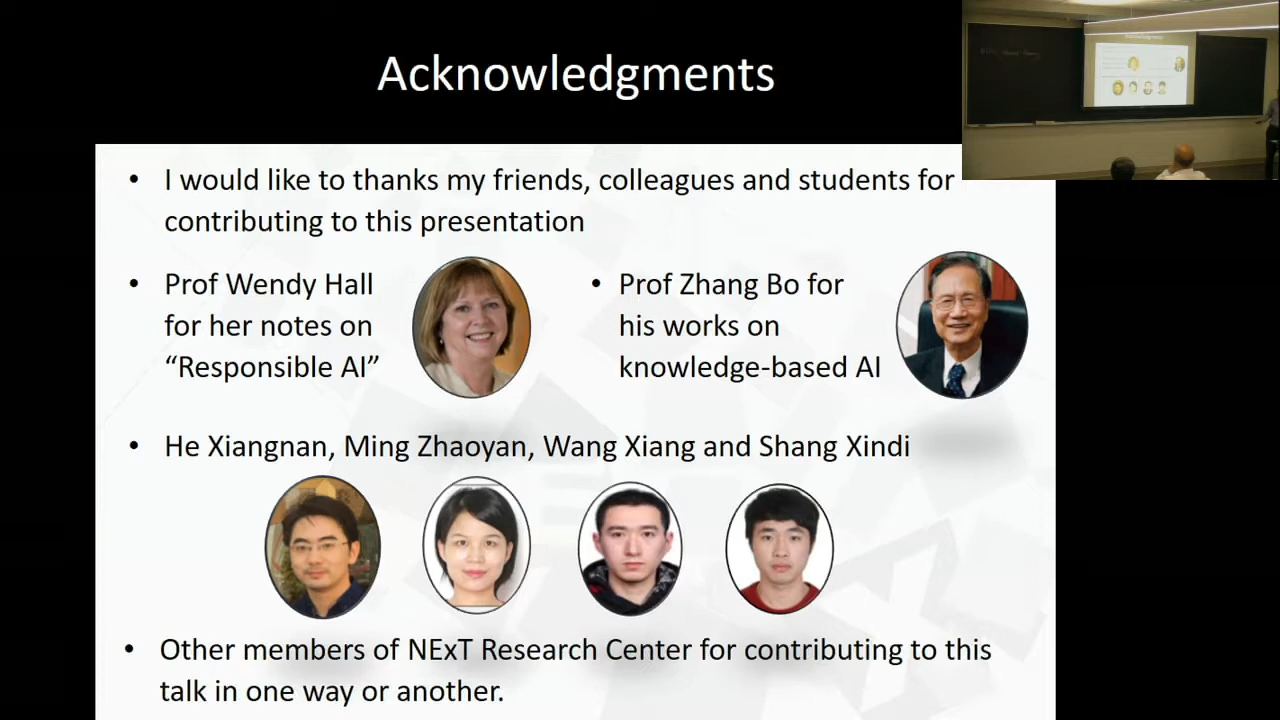 Acknowledgments
• I would like to thanks my friends, colleagues and students for
contributing to this presentation
• Prof Wendy Hall
for her notes on
“Responsible AI”
• Prof Zhang Bo for
his works on
knowledge-based AI
• He Xiangnan, Ming Zhaoyan, Wang Xiang and Shang Xindi
• Other members of NExT Research Center for contributing to this
talk in one way or another.